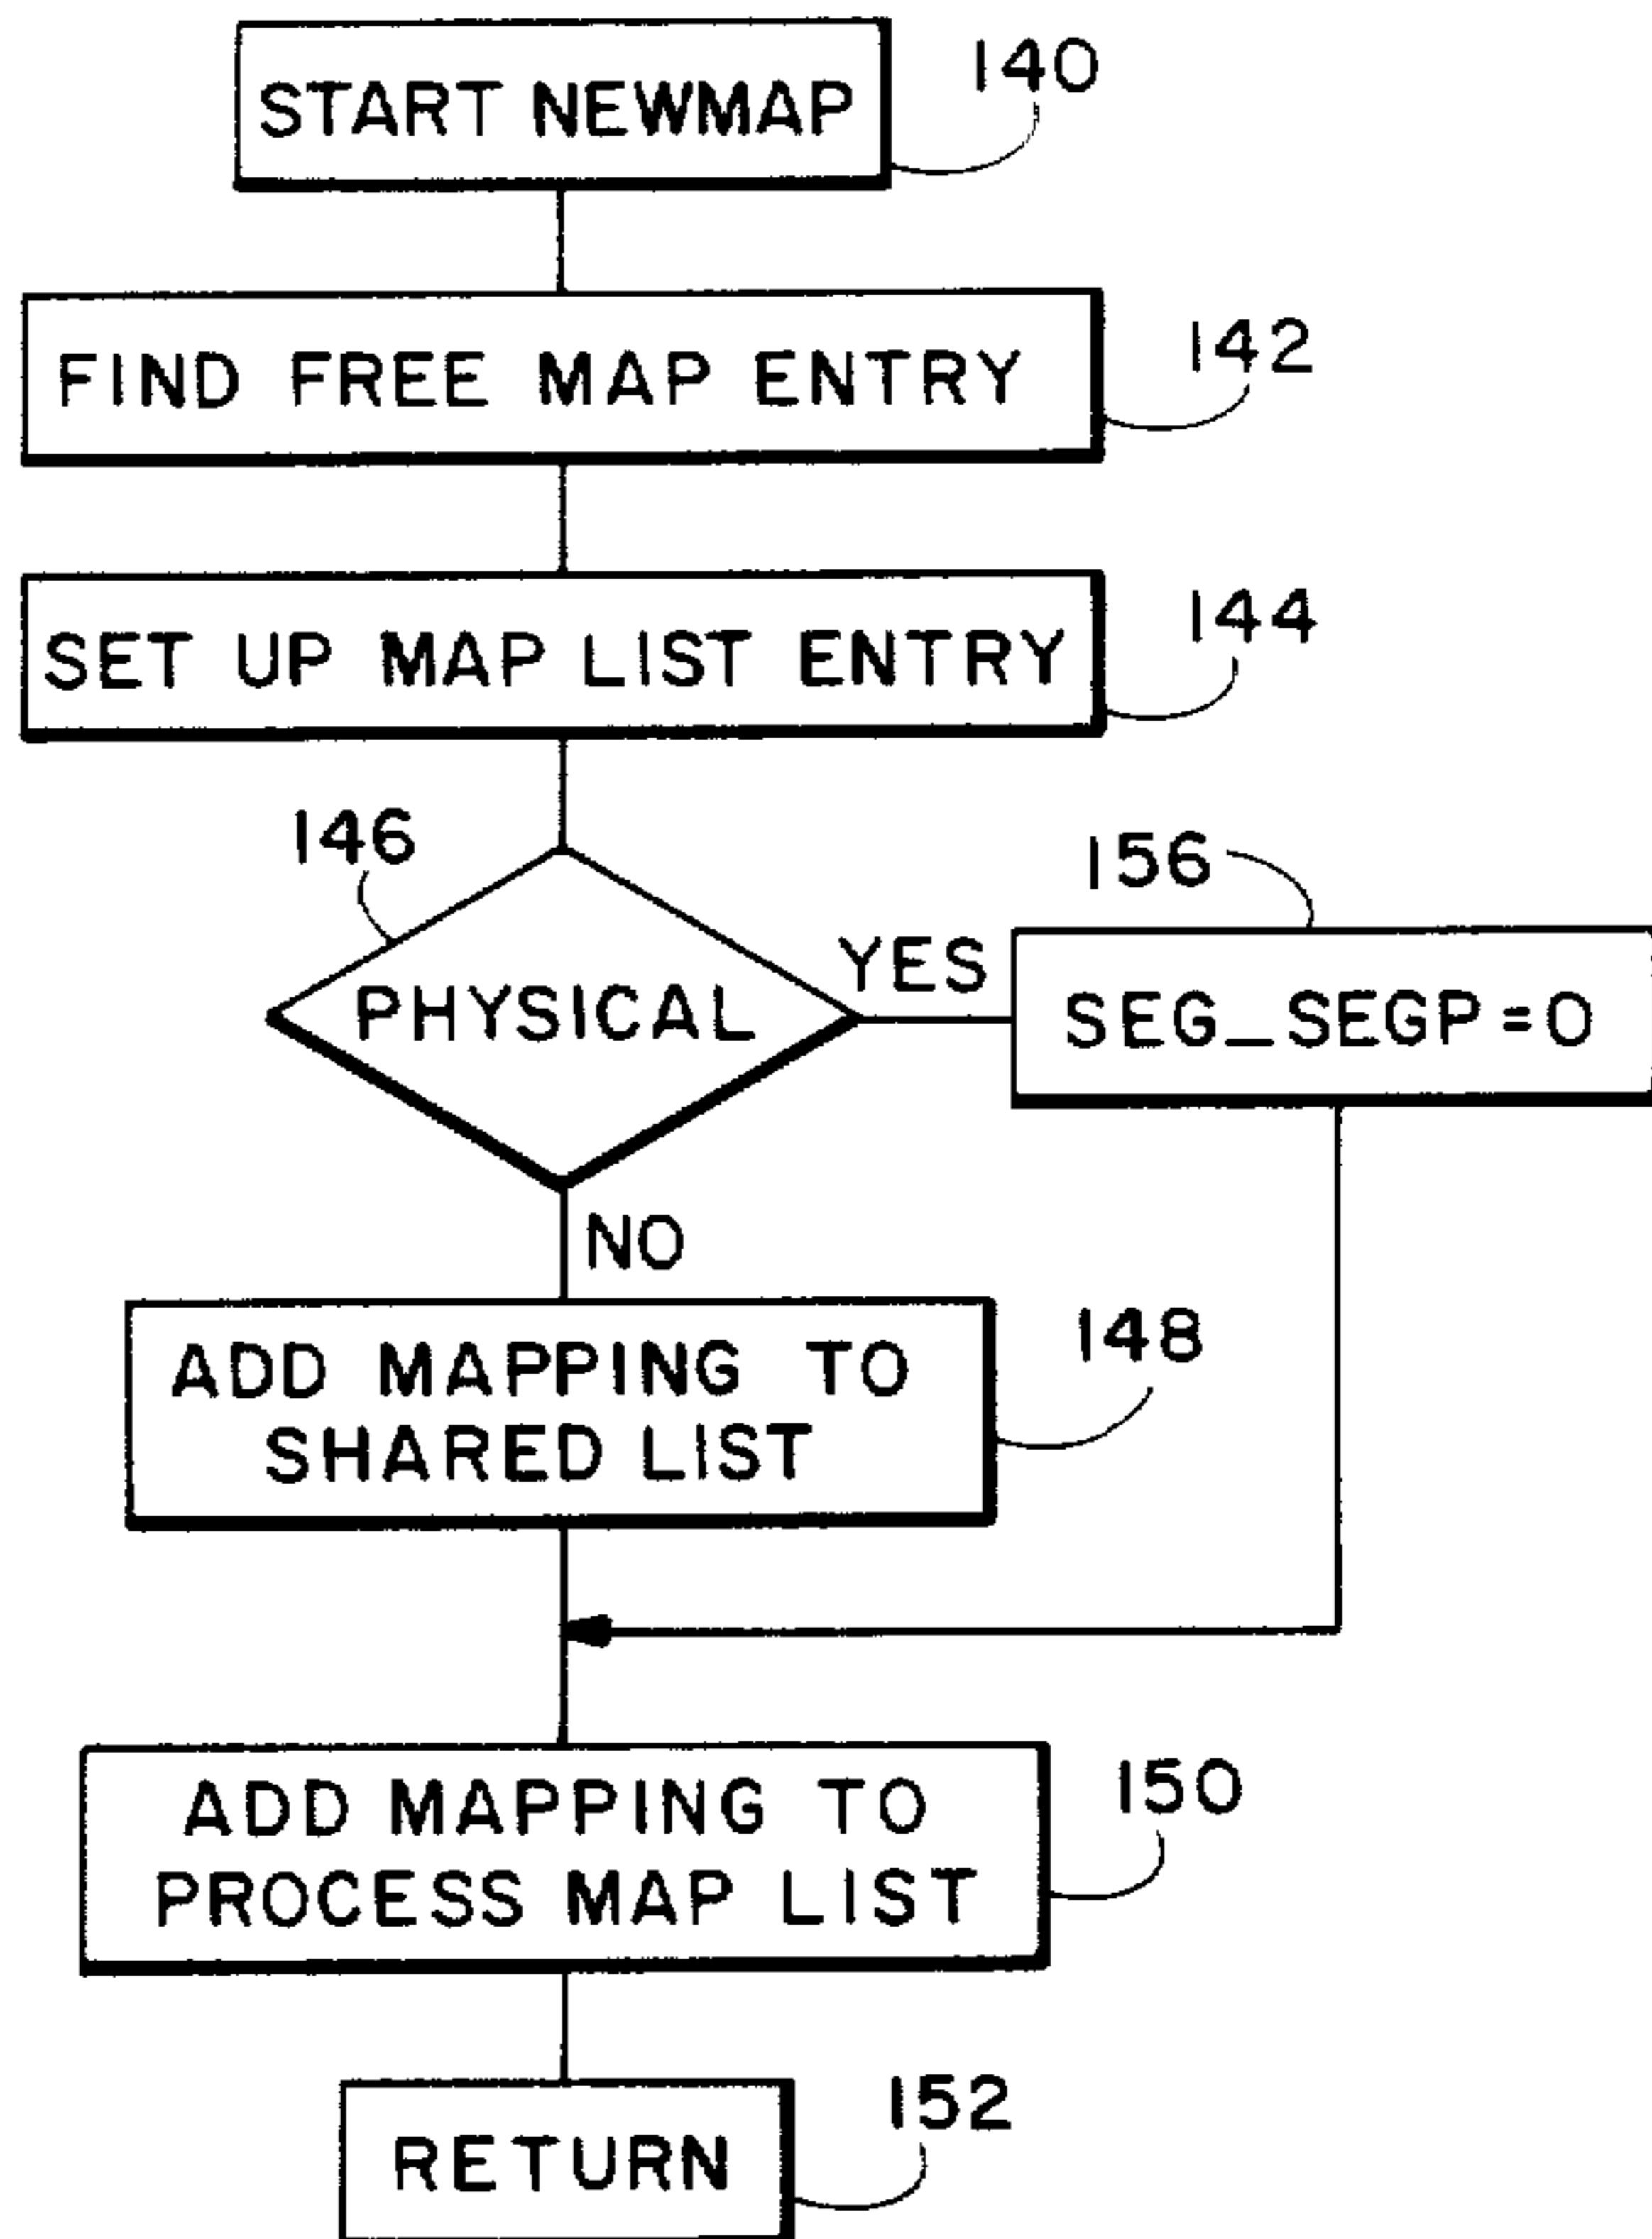 START NEWMAP
140
FIND FREE MAP ENTRY
142
SET UP MAP LIST ENTRY
144
146
PHYSICAL
YES
156
SEG_SEGP=0
NO
ADD MAPPING TO
SHARED LIST
148
ADD MAPPING TO
PROCESS MAP LIST
150
RETURN
152